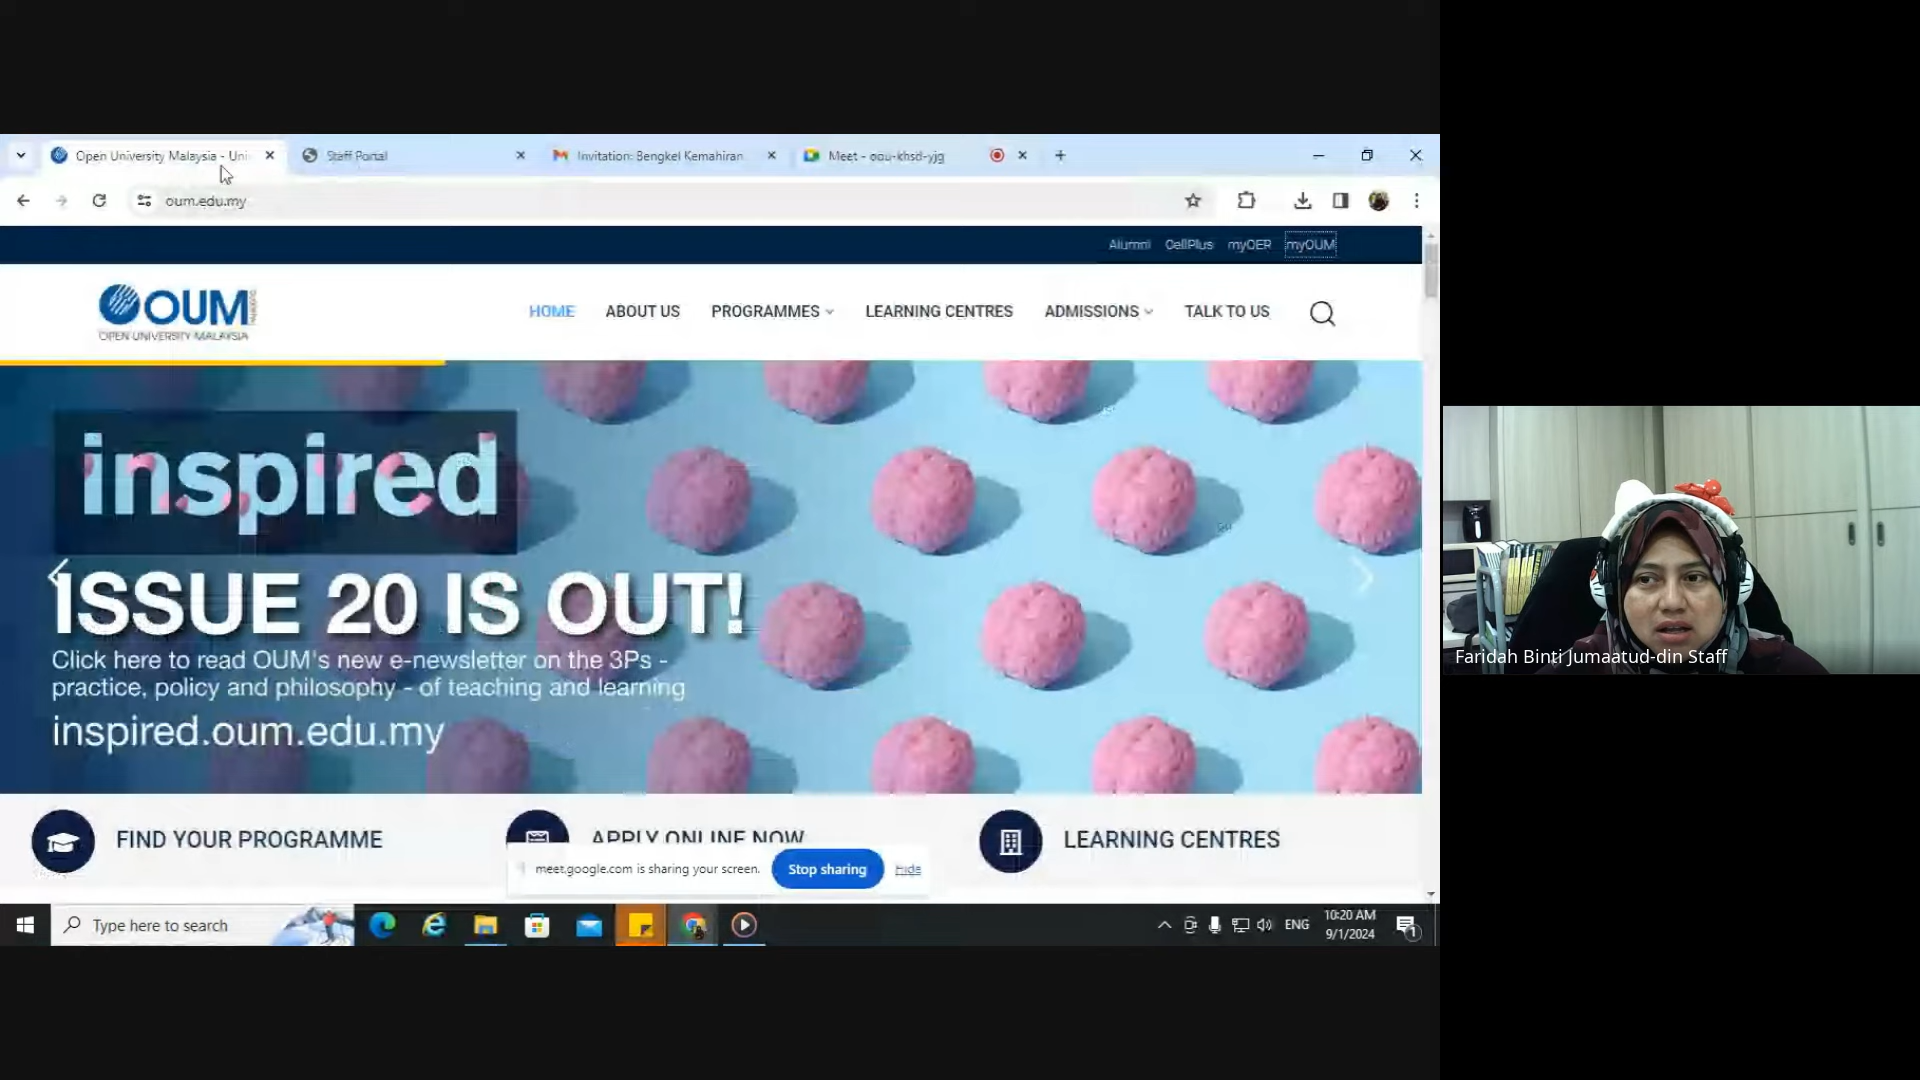 Open University Malaysia - Uni
Staff Portal
Invitation: Bengkel Kemahiran
Meet - oou-khsd-yjg
oum.edu.my
Alumni CellPlus myOER myOUM
OUM
OPEN UNIVERSITY MALAYSIA
HOME ABOUT US PROGRAMMES LEARNING CENTRES ADMISSIONS TALK TO US
inspired
ISSUE 20 IS OUT!
Click here to read OUM's new e-newsletter on the 3Ps -
practice, policy and philosophy - of teaching and learning
inspired.oum.edu.my
FIND YOUR PROGRAMME
APPLY ONLINE NOW
LEARNING CENTRES
meet.google.com is sharing your screen.
Stop sharing
Hide
Type here to search
ENG
10:20 AM
9/1/2024
1
Faridah Binti Jumaatud-din Staff